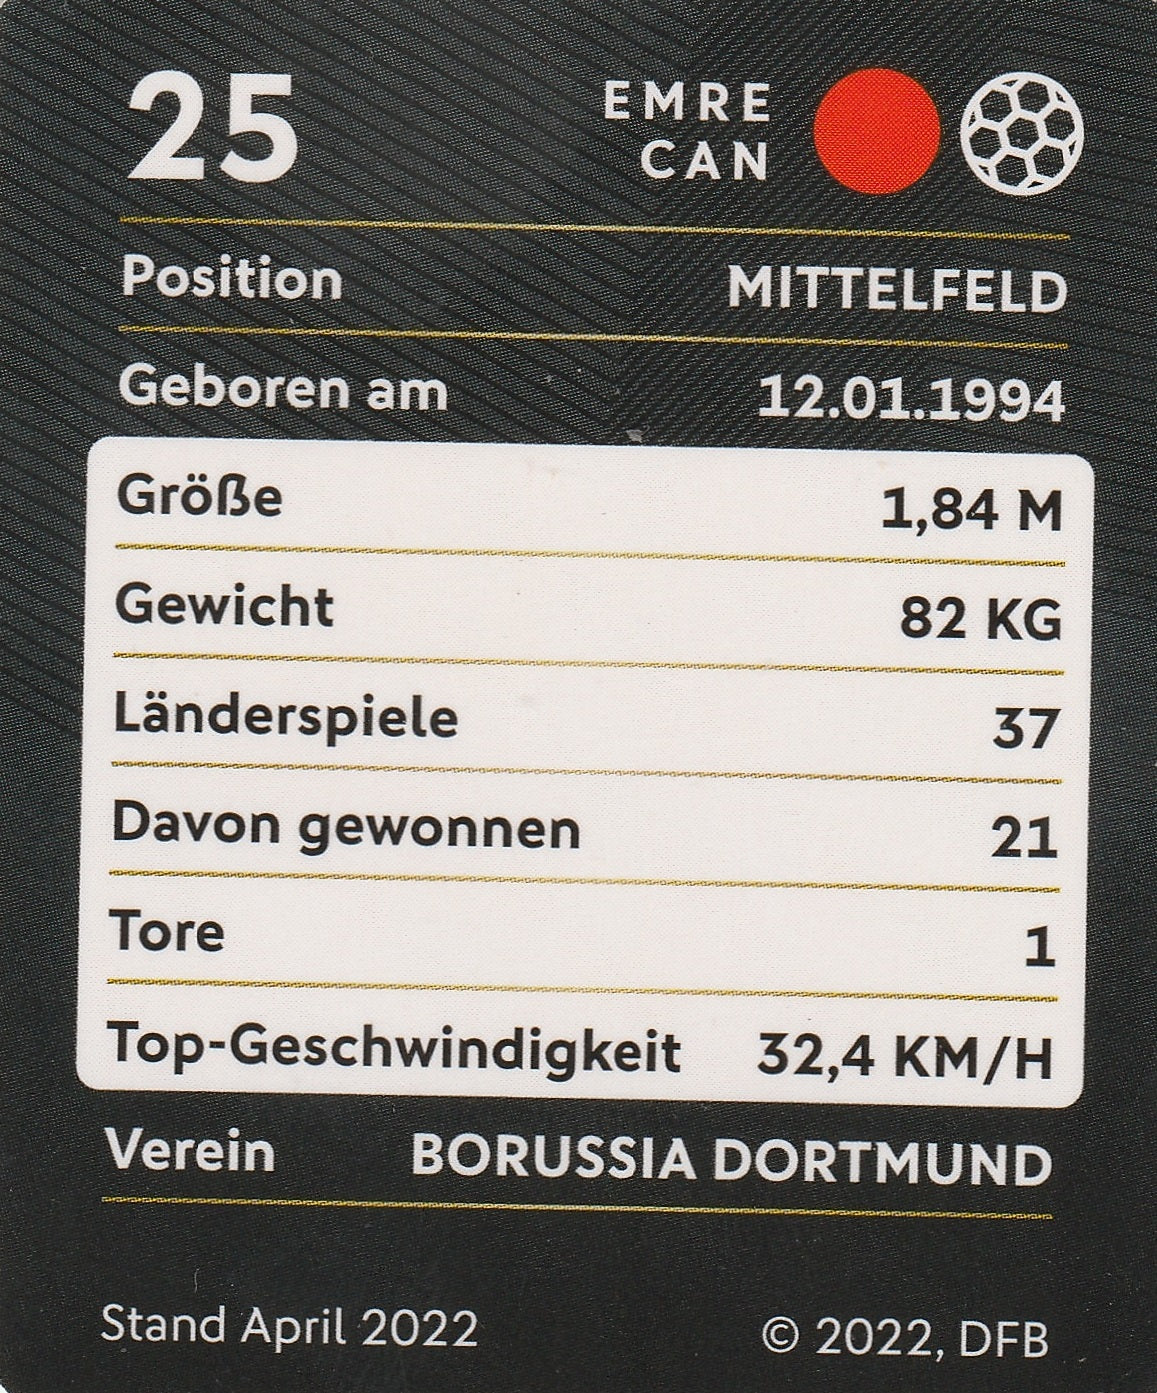 25
EMRE
CAN
Position MITTELFELD
Geboren am 12.01.1994
Größe 1,84 M
Gewicht 82 KG
Länderspiele 37
Davon gewonnen 21
Tore 1
Top-Geschwindigkeit 32,4 KM/H
Verein BORUSSIA DORTMUND
Stand April 2022 © 2022, DFB